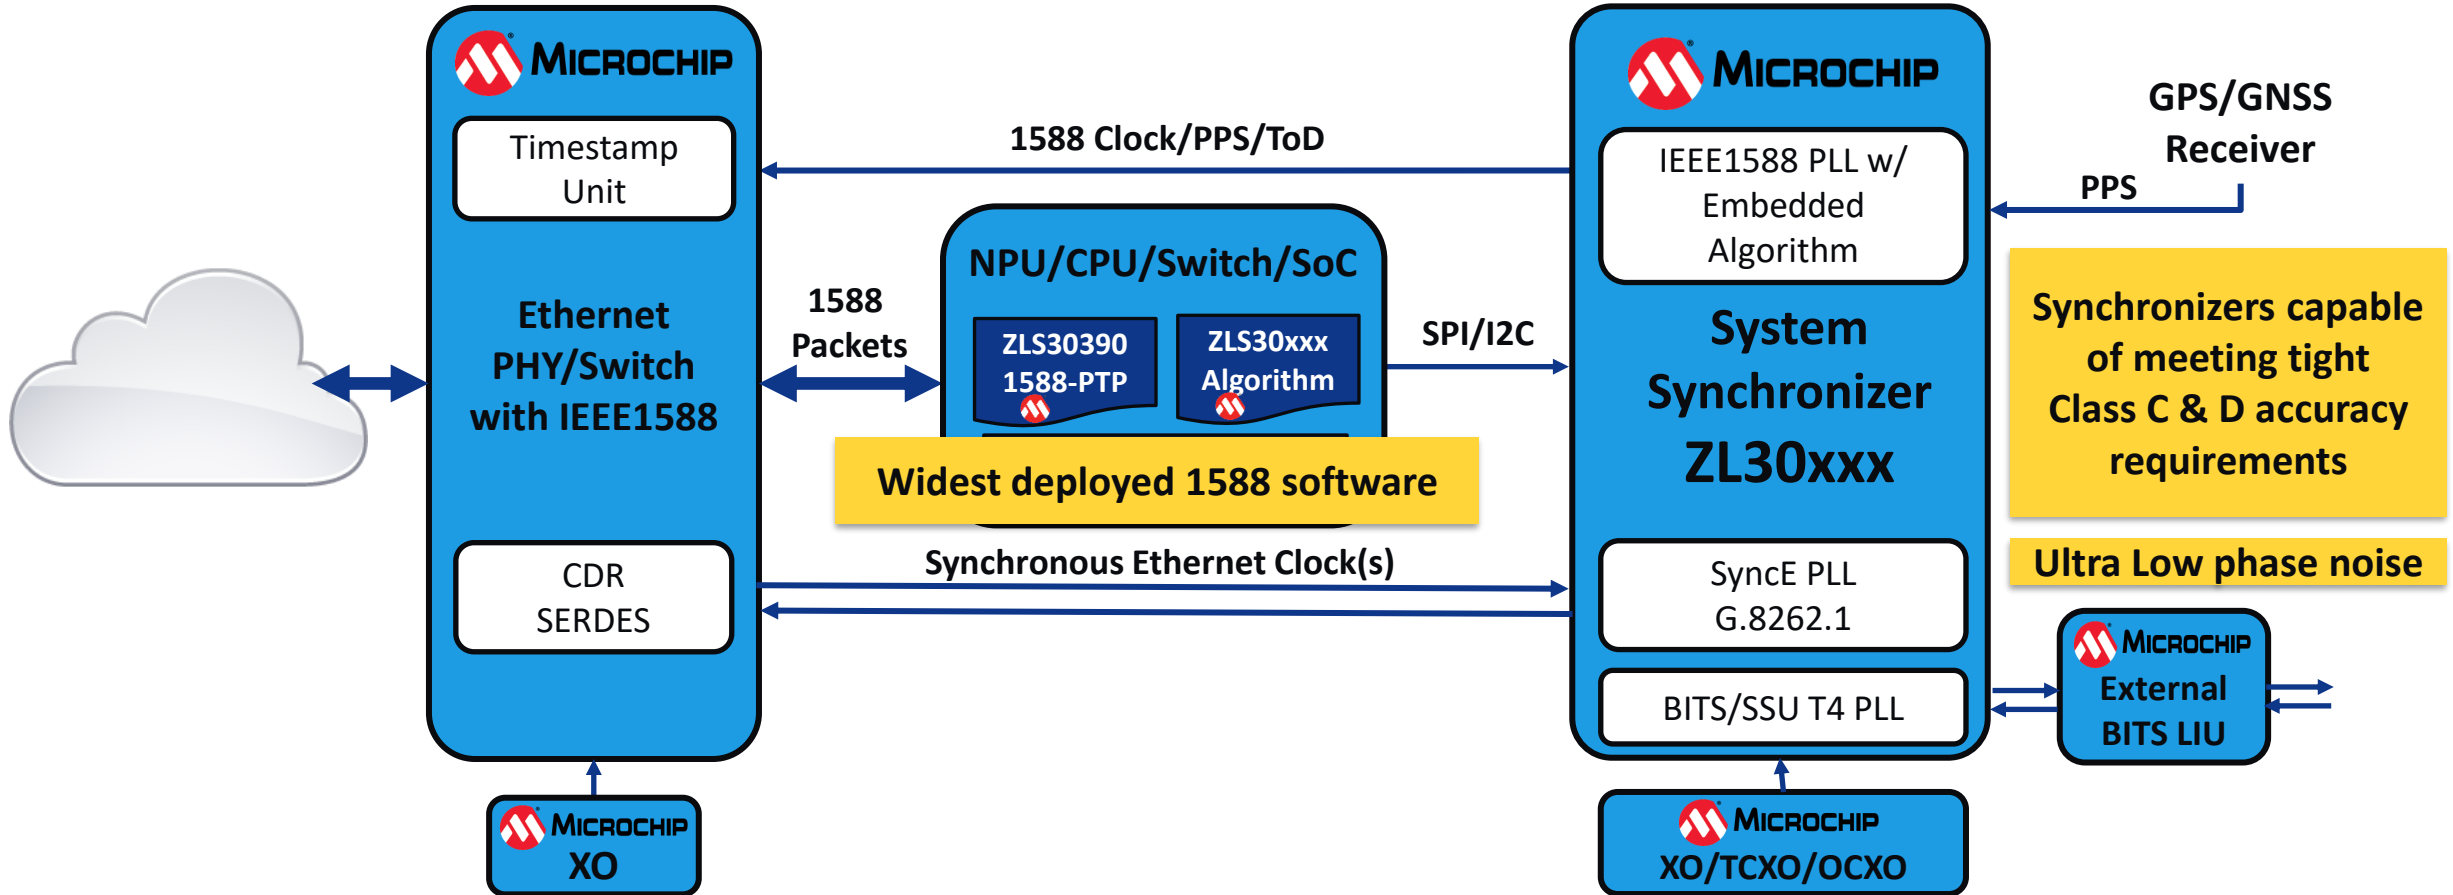 MICROCHIP
Timestamp
Unit
Ethernet
PHY/Switch
with IEEE1588
CDR
SERDES
MICROCHIP
XO
1588 Clock/PPS/ToD
1588
Packets
NPU/CPU/Switch/SoC
ZLS30390
1588-PTP
ZLS30xxx
Algorithm
Widest deployed 1588 software
SPI/I2C
Synchronous Ethernet Clock(s)
MICROCHIP
IEEE1588 PLL w/
Embedded
Algorithm
System
Synchronizer
ZL30xxx
SyncE PLL
G.8262.1
BITS/SSU T4 PLL
MICROCHIP
XO/TCXO/OCXO
GPS/GNSS
Receiver
PPS
Synchronizers capable
of meeting tight
Class C & D accuracy
requirements
Ultra Low phase noise
MICROCHIP
External
BITS LIU